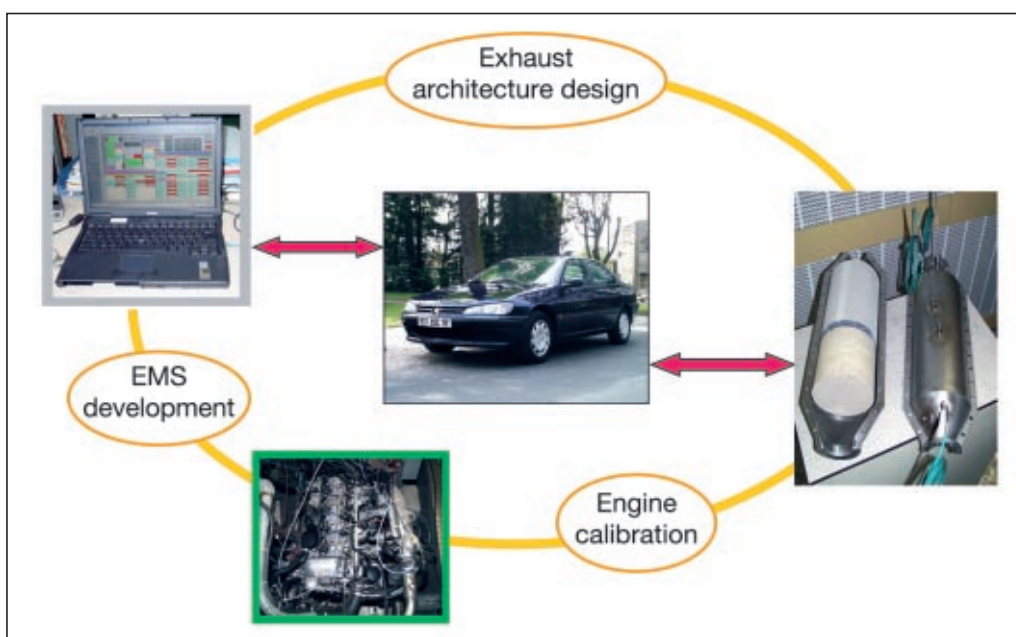 Exhaust
architecture design
EMS
development
Engine
calibration